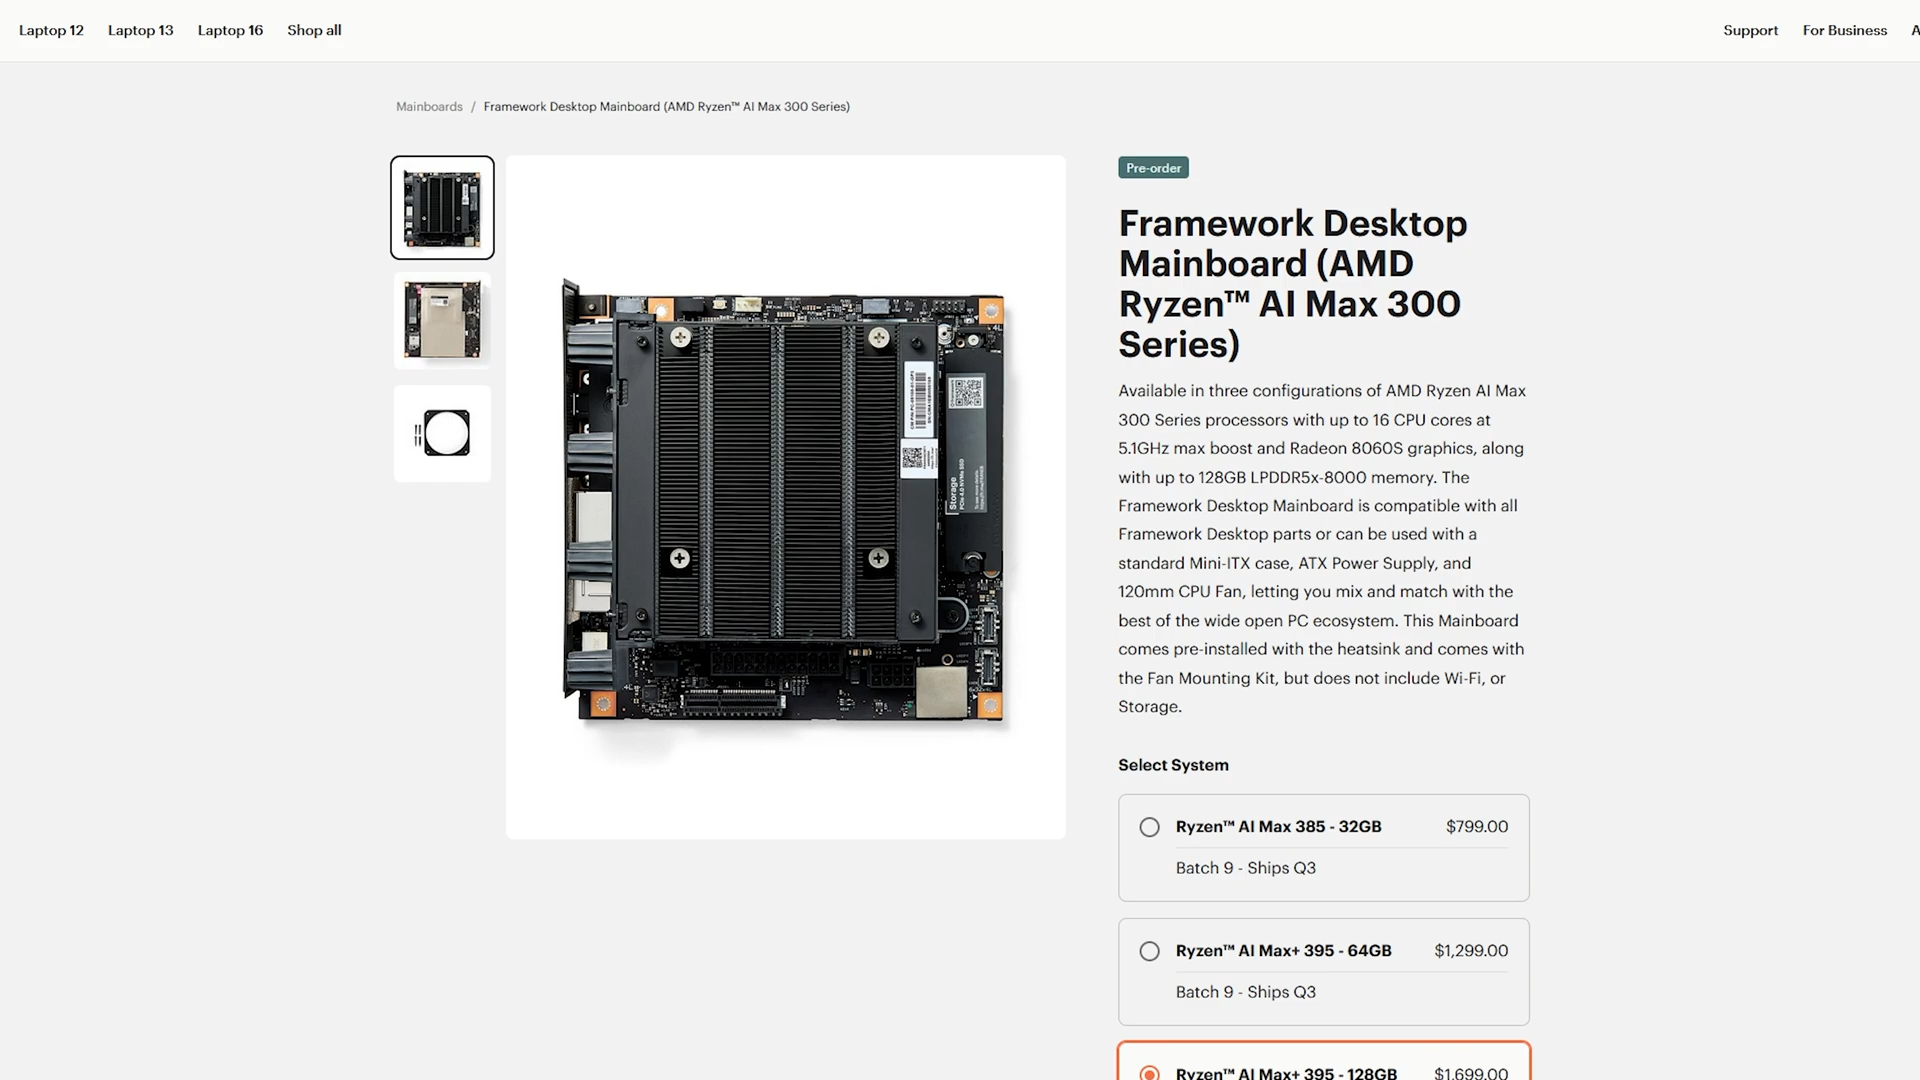 Laptop 12 Laptop 13 Laptop 16 Shop all Support For Business A
Mainboards / Framework Desktop Mainboard (AMD Ryzen™ AI Max 300 Series)
Pre-order
Framework Desktop
Mainboard (AMD
Ryzen™ AI Max 300
Series)
Available in three configurations of AMD Ryzen AI Max
300 Series processors with up to 16 CPU cores at
5.1GHz max boost and Radeon 8060S graphics, along
with up to 128GB LPDDR5x-8000 memory. The
Framework Desktop Mainboard is compatible with all
Framework Desktop parts or can be used with a
standard Mini-ITX case, ATX Power Supply, and
120mm CPU Fan, letting you mix and match with the
best of the wide open PC ecosystem. This Mainboard
comes pre-installed with the heatsink and comes with
the Fan Mounting Kit, but does not include Wi-Fi, or
Storage.
Storage
PCIe 4.0 NVMe SSD
Select System
Ryzen™ AI Max 385 - 32GB $799.00
Batch 9 - Ships Q3
Ryzen™ AI Max+ 395 - 64GB $1,299.00
Batch 9 - Ships Q3
Ryzen™ AI Max+ 395 - 128GB $1,699.00